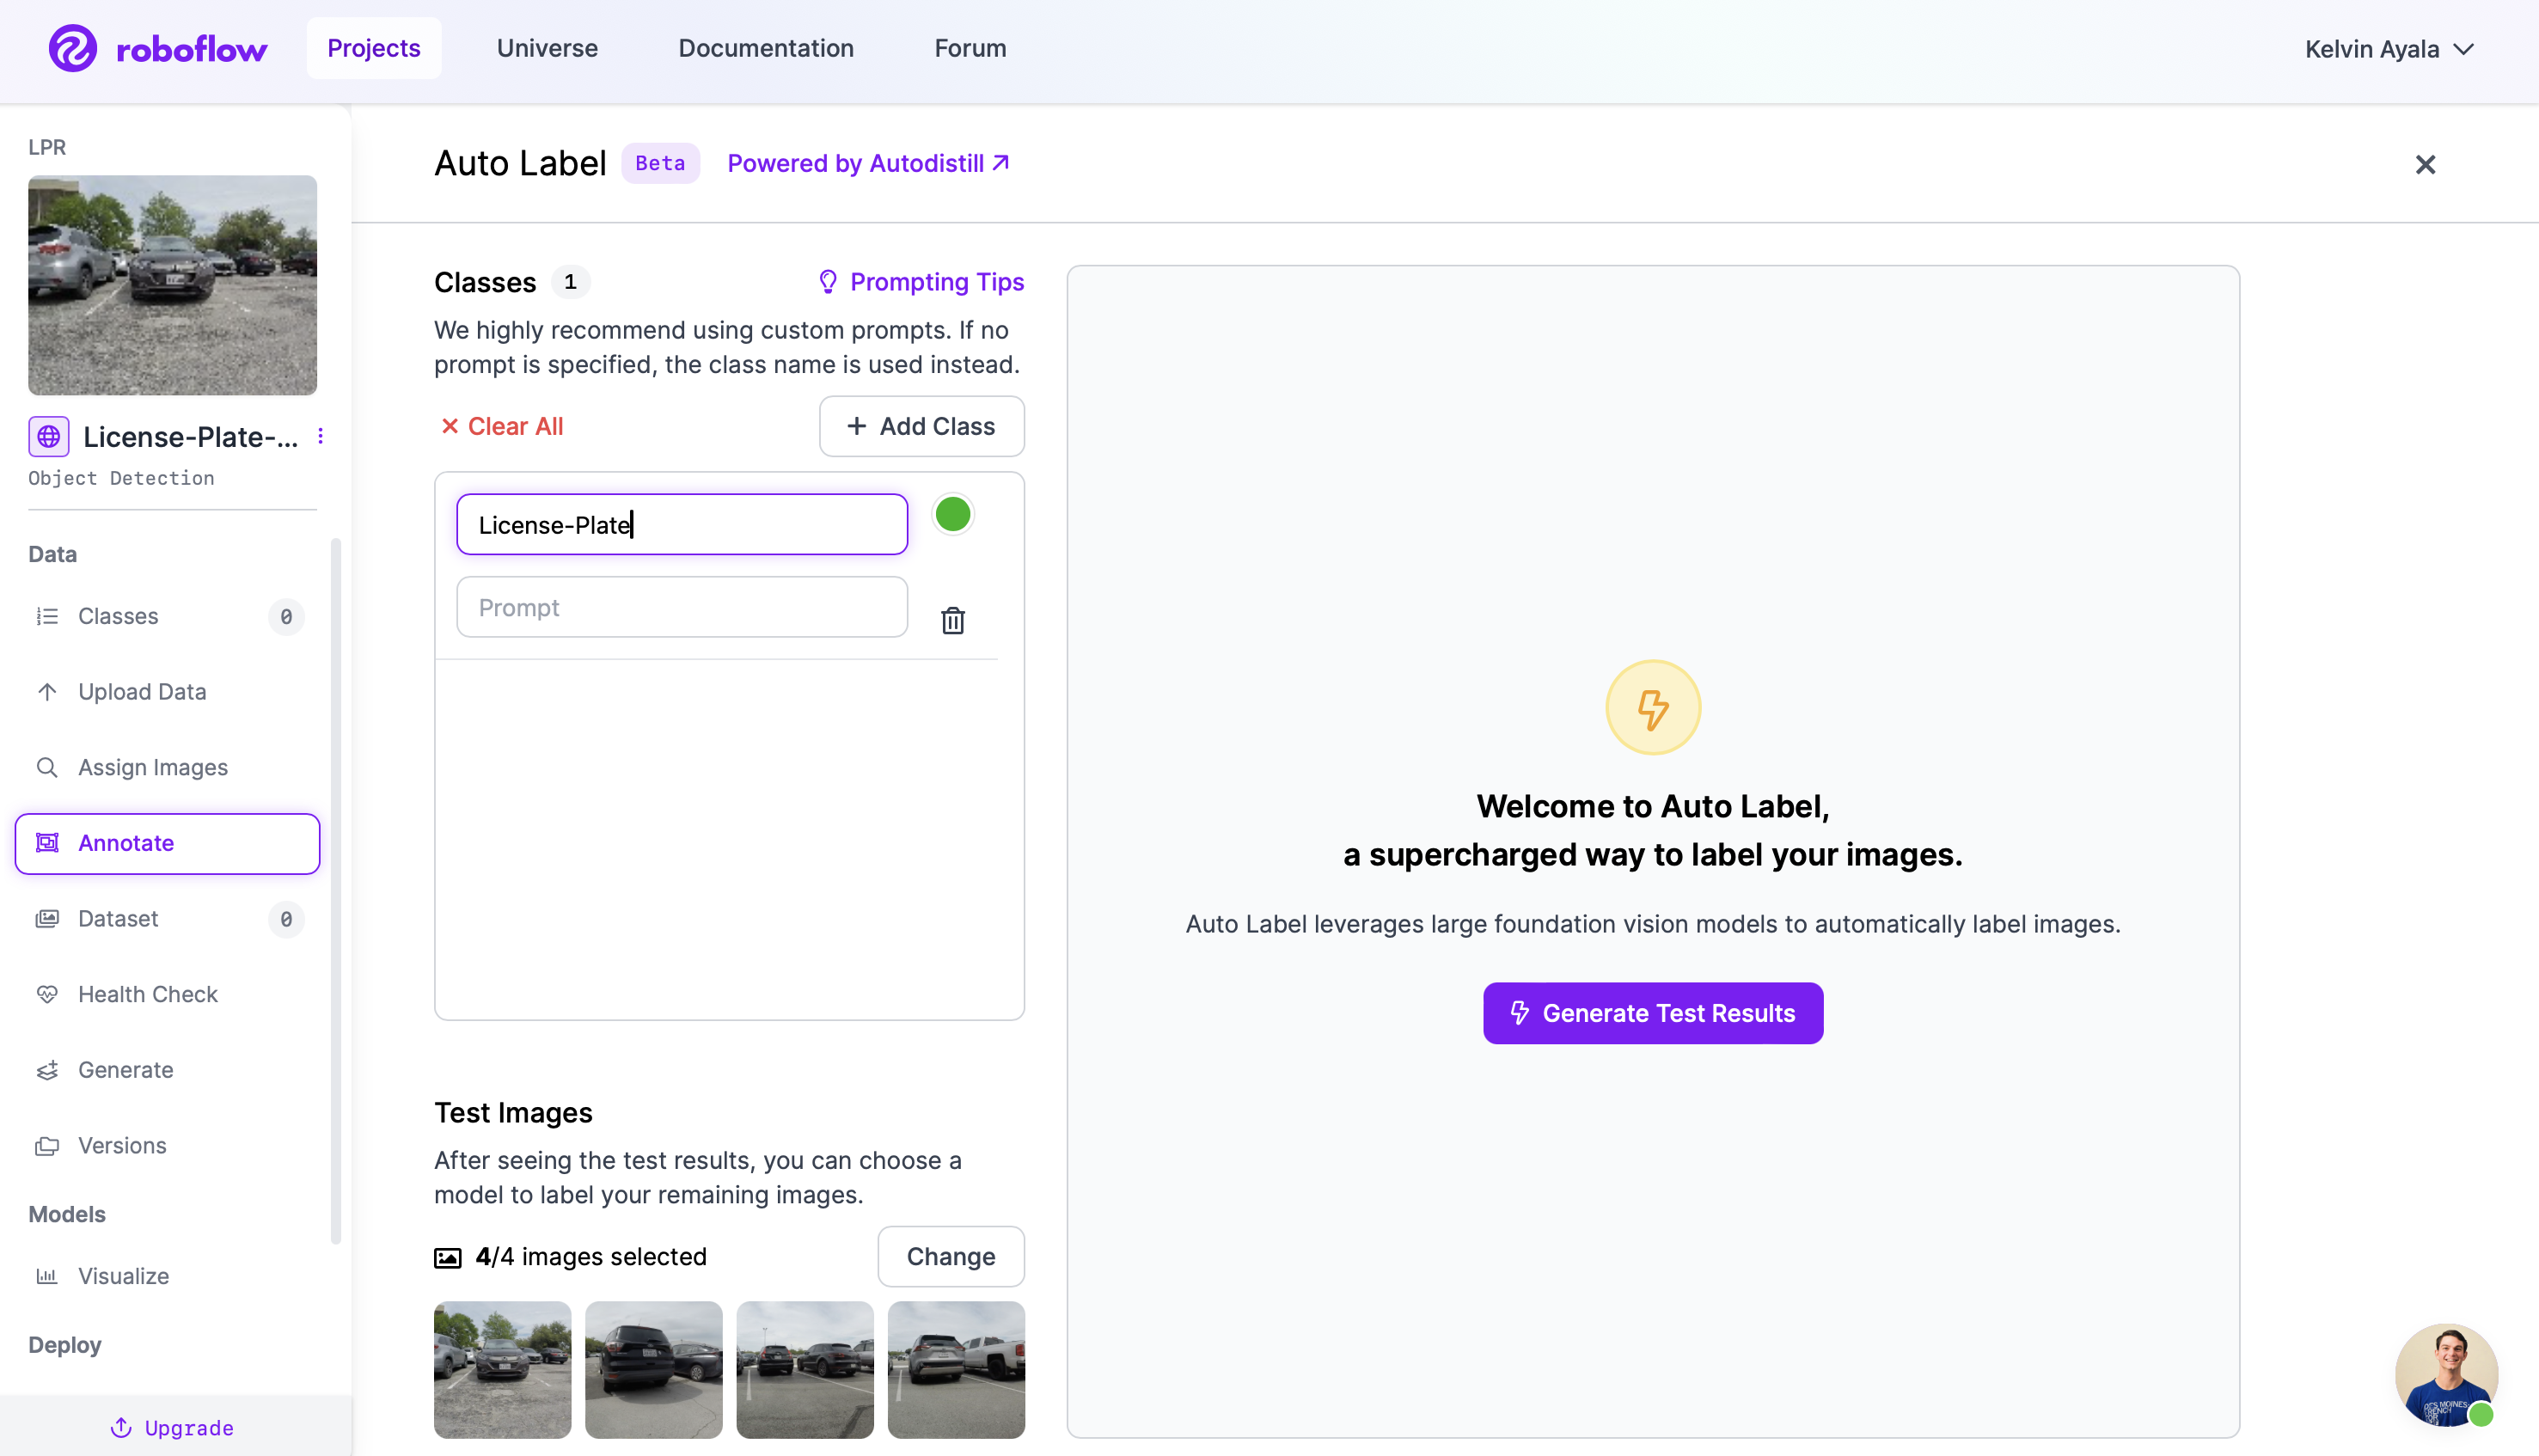 roboflow
Projects
Universe
Documentation
Forum
Kelvin Ayala
LPR
License-Plate-...
Object Detection
Data
Classes
0
Upload Data
Assign Images
Annotate
Dataset
0
Health Check
Generate
Versions
Models
Visualize
Deploy
Upgrade
Auto Label
Beta
Powered by Autodistill
Classes
1
Prompting Tips
We highly recommend using custom prompts. If no
prompt is specified, the class name is used instead.
Clear All
Add Class
License-Plate
Prompt
Test Images
After seeing the test results, you can choose a
model to label your remaining images.
4/4 images selected
Change
Welcome to Auto Label,
a supercharged way to label your images.
Auto Label leverages large foundation vision models to automatically label images.
Generate Test Results